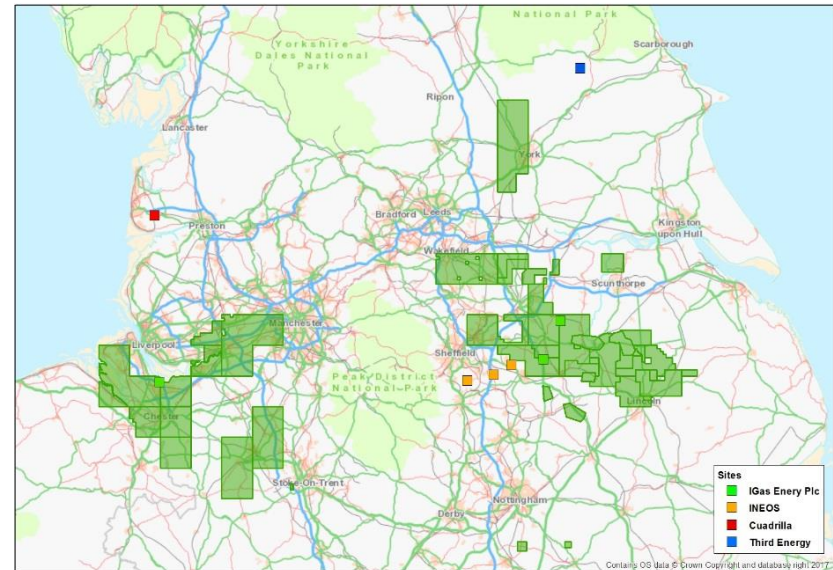 National Park
Scarborough
Yorkshire
Dales National
Park
Ripon
Lancaster
York
Bradford
Leeds
Preston
Kingston
upon Hull
Wakefield
Scunthorpe
Manchester
Liverpool
Sheffield
Peak District
National Park
Chester
Lincoln
Stoke-On-Trent
Nottingham
Derby
Sites
IGas Enery Plc
INEOS
Cuadrilla
Third Energy
Contains OS data © Crown Copyright and database right 2017